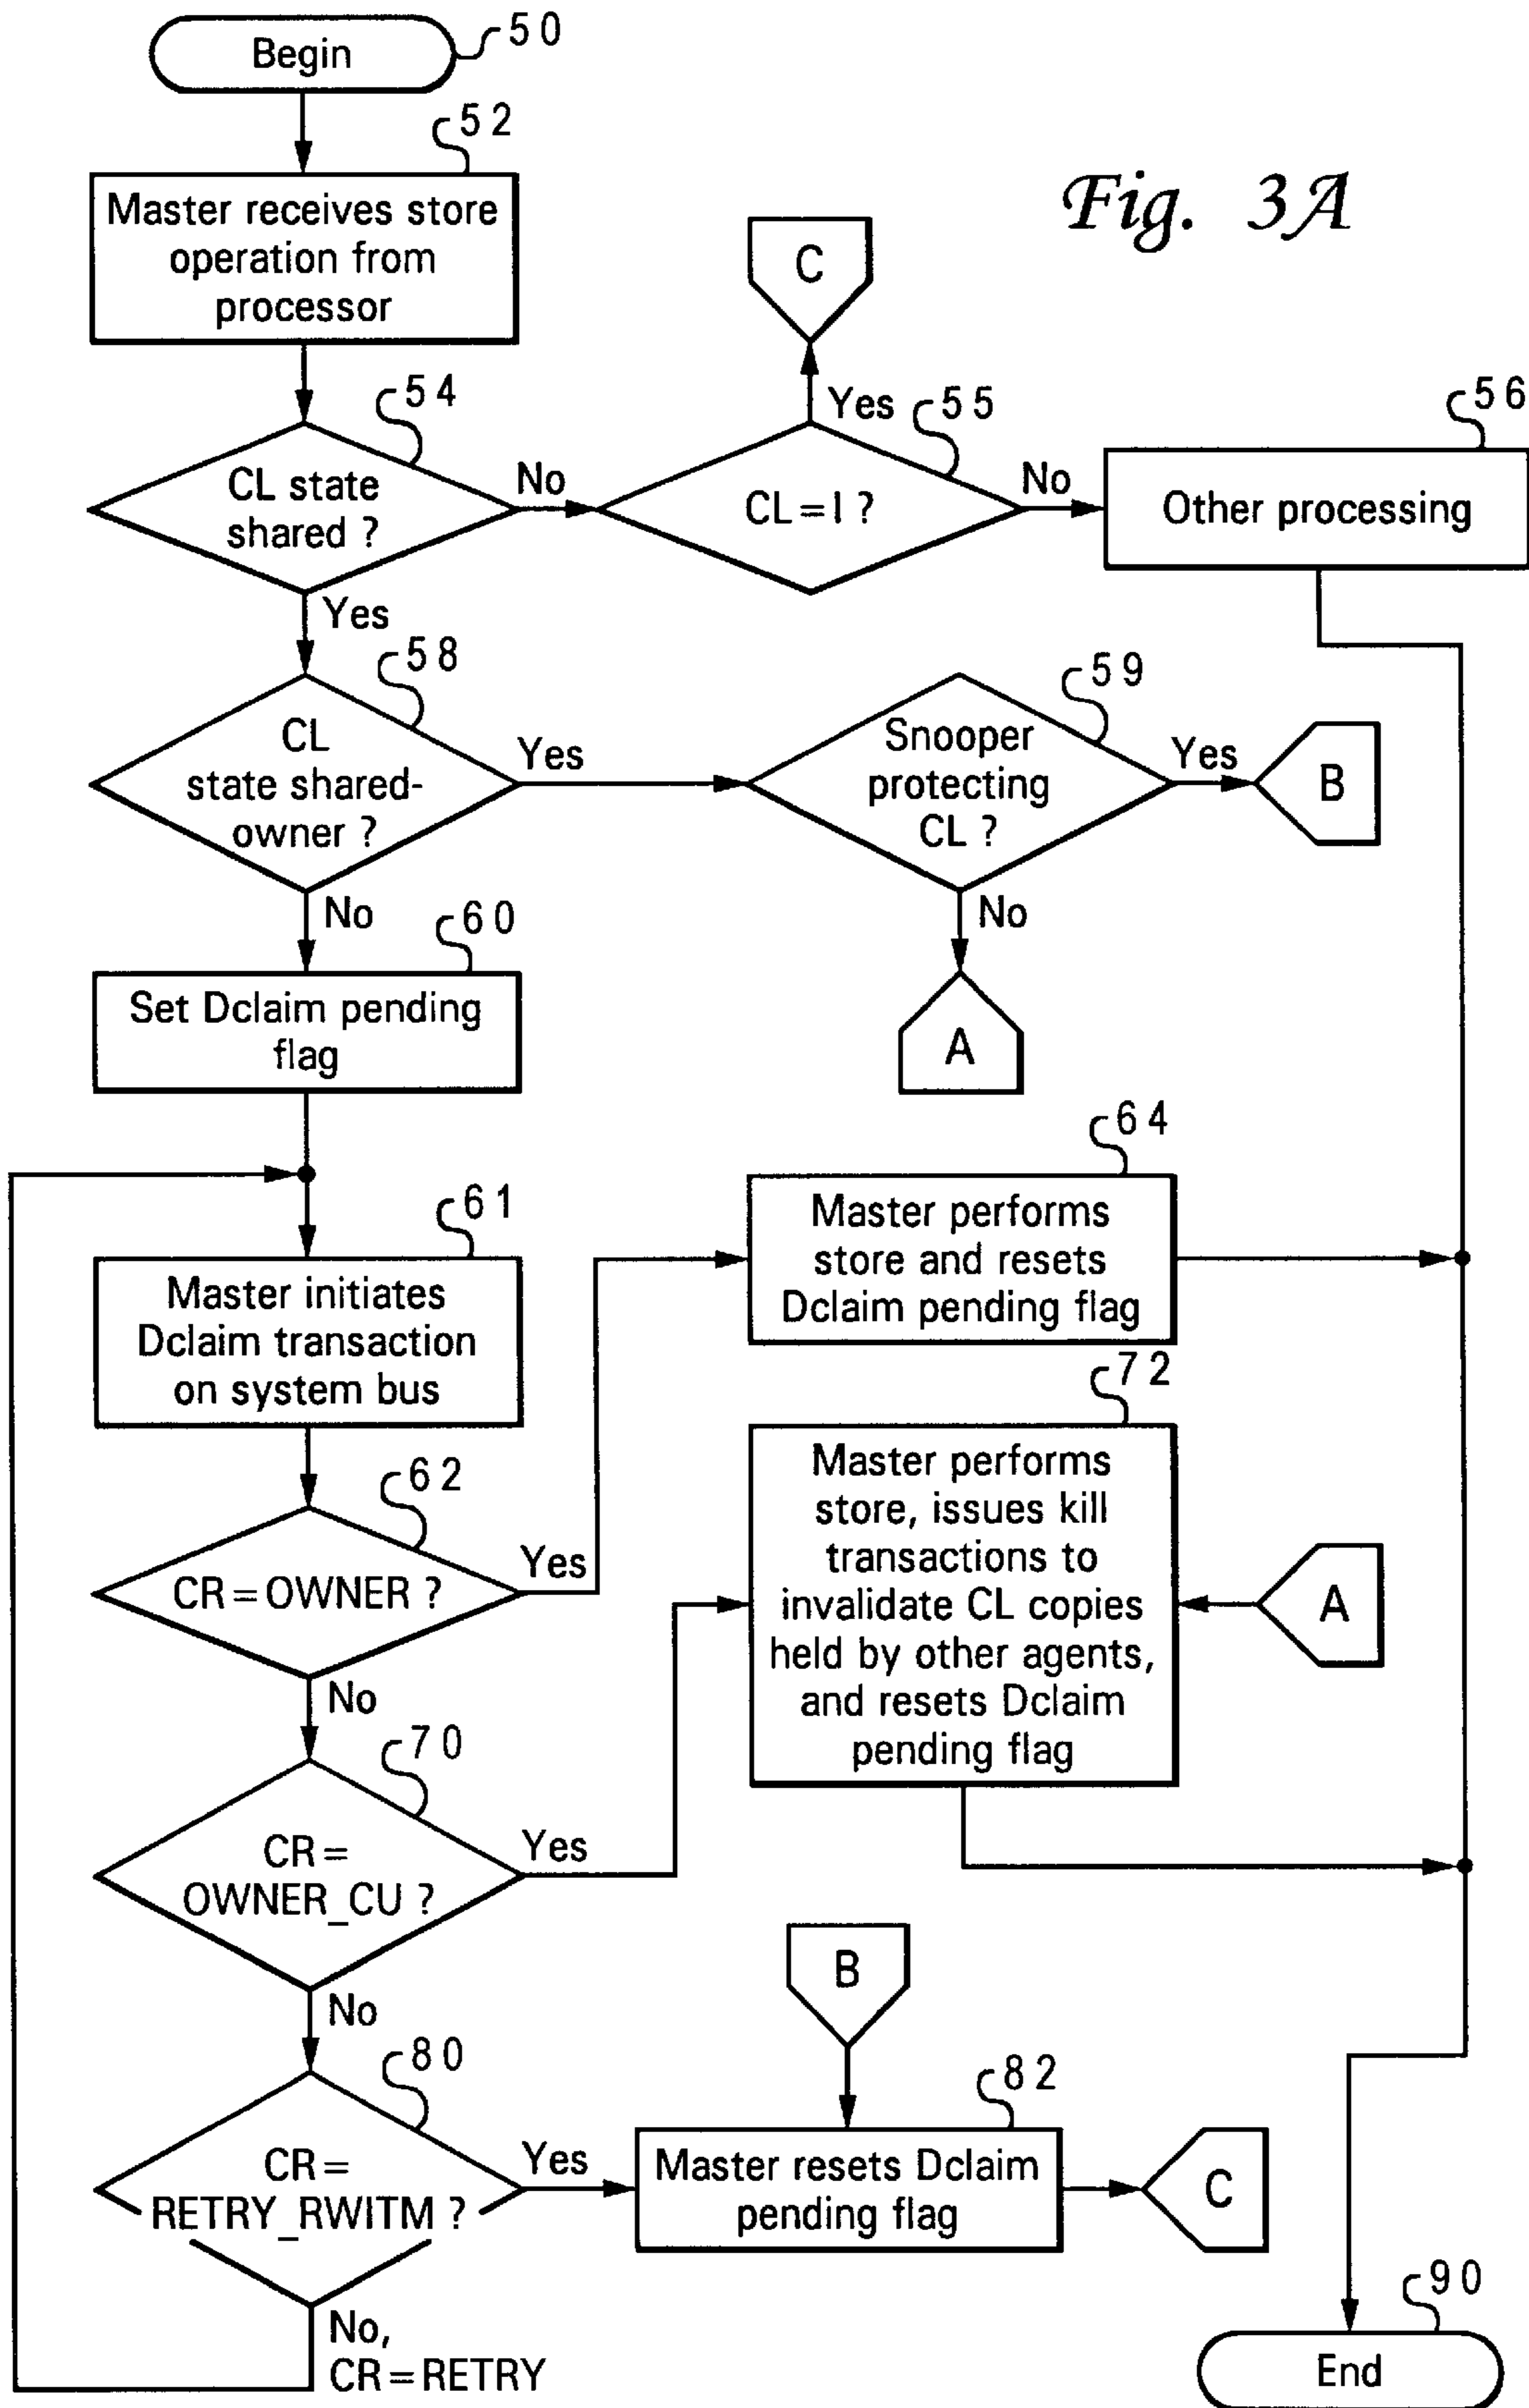 Begin
50
52
Master receives store
operation from
processor
Fig. 3A
C
54
Yes
55
56
CL state
shared ?
No
CL=I ?
No
Other processing
Yes
58
59
CL
state shared-
owner ?
Yes
Snooper
protecting
CL ?
Yes
B
No
No
60
Set Dclaim pending
flag
A
64
61
Master performs
store and resets
Dclaim pending flag
Master initiates
Dclaim transaction
on system bus
72
62
Master performs
store, issues kill
transactions to
invalidate CL copies
held by other agents,
and resets Dclaim
pending flag
A
CR=OWNER ?
Yes
No
70
CR=
OWNER_CU ?
Yes
B
No
80
82
CR=
RETRY_RWITM ?
Yes
Master resets Dclaim
pending flag
C
No,
CR=RETRY
90
End